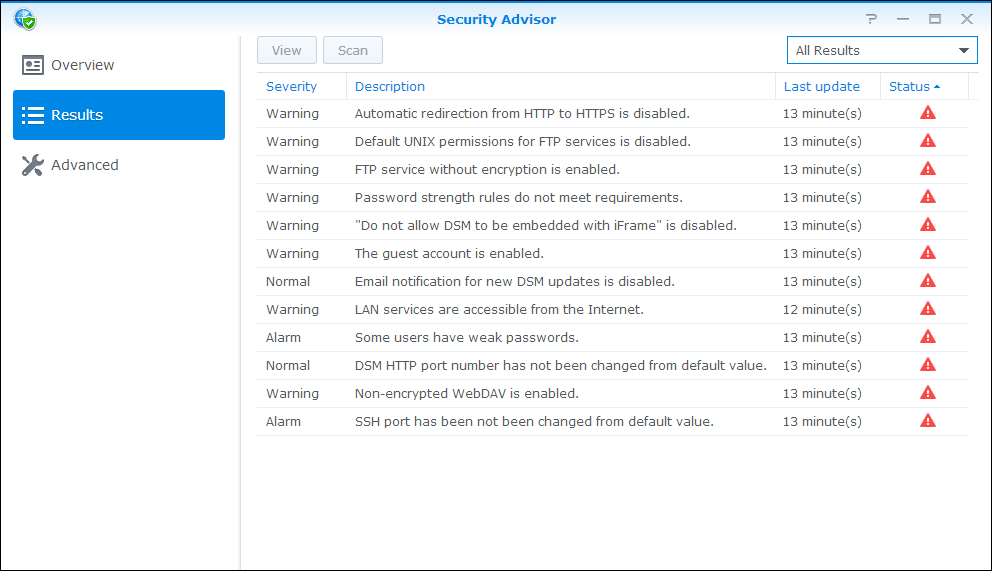 Security Advisor
Overview
Results
Advanced
View Scan All Results
Severity Description Last update Status
Warning Automatic redirection from HTTP to HTTPS is disabled. 13 minute(s)
Warning Default UNIX permissions for FTP services is disabled. 13 minute(s)
Warning FTP service without encryption is enabled. 13 minute(s)
Warning Password strength rules do not meet requirements. 13 minute(s)
Warning "Do not allow DSM to be embedded with iFrame" is disabled. 13 minute(s)
Warning The guest account is enabled. 13 minute(s)
Normal Email notification for new DSM updates is disabled. 13 minute(s)
Warning LAN services are accessible from the Internet. 12 minute(s)
Alarm Some users have weak passwords. 13 minute(s)
Normal DSM HTTP port number has not been changed from default value. 13 minute(s)
Warning Non-encrypted WebDAV is enabled. 13 minute(s)
Alarm SSH port has been not been changed from default value. 13 minute(s)